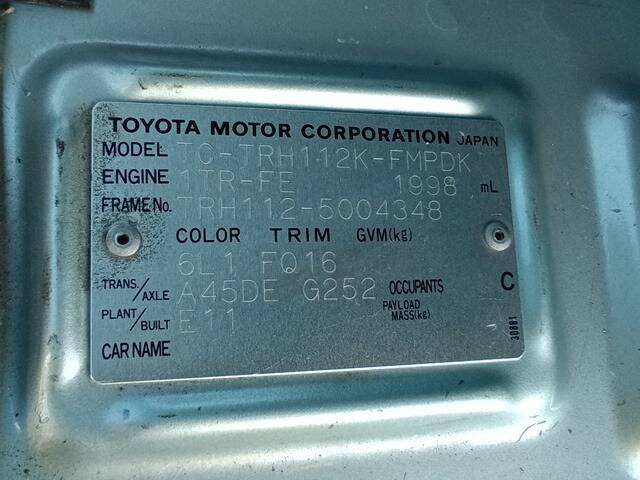 TOYOTA MOTOR CORPORATION JAPAN
MODEL TC-TRH112K-FMPDK
ENGINE 1TR-FE 1998 mL
FRAME No. TRH112-5004348
COLOR TRIM GVM(kg)
6L1 FQ16
TRANS./AXLE A45DE G252 OCCUPANTS C
PLANT/BUILT E11 PAYLOAD MASS(kg)
CAR NAME
30881